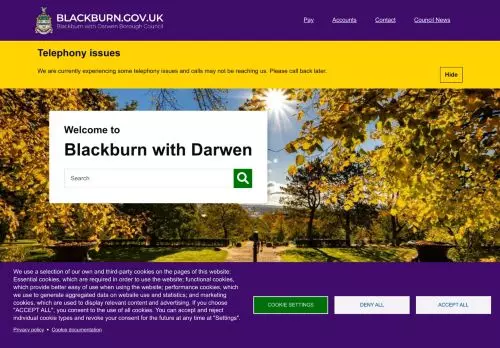 BLACKBURN.GOV.UK
Blackburn with Darwen Borough Council
Pay
Accounts
Contact
Council News
Telephony issues
We are currently experiencing some telephony issues and calls may not be reaching us. Please call back later.
Hide
Welcome to
Blackburn with Darwen
Search
We use a selection of our own and third-party cookies on the pages of this website:
Essential cookies, which are required in order to use the website; functional cookies,
which provide better easy of use when using the website; performance cookies, which
we use to generate aggregated data on website use and statistics; and marketing
cookies, which are used to display relevant content and advertising. If you choose
"ACCEPT ALL", you consent to the use of all cookies. You can accept and reject
individual cookie types and revoke your consent for the future at any time at "Settings".
Privacy policy
Cookie documentation
COOKIE SETTINGS
DENY ALL
ACCEPT ALL